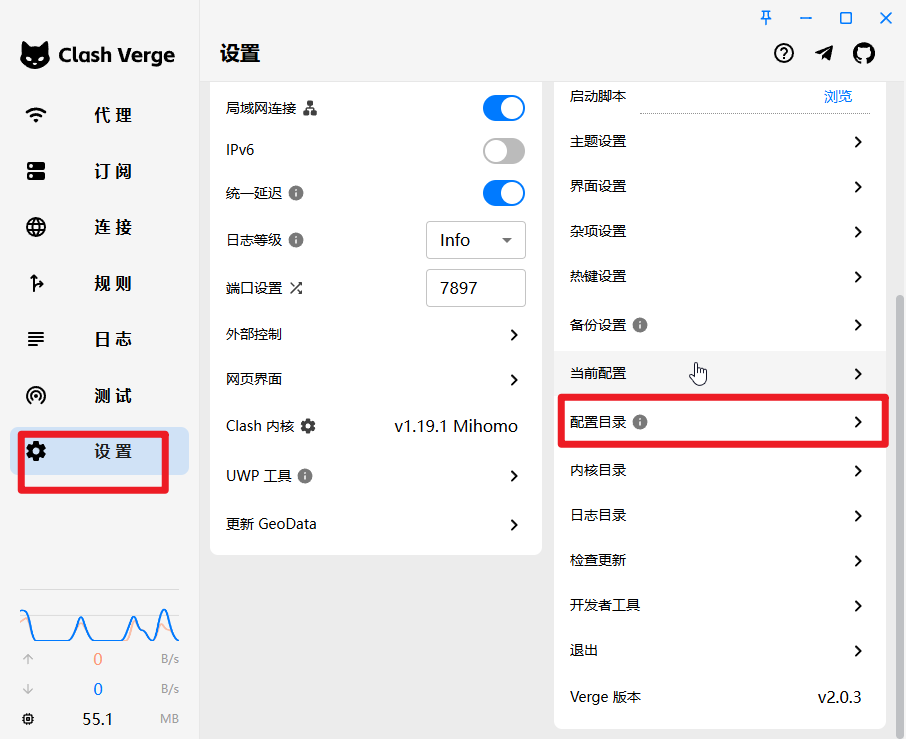 Clash Verge
代 理
订 阅
连 接
规 则
日 志
测 试
设 置
0 B/s
0 B/s
55.1 MB
设置
局域网连接
IPv6
统一延迟
日志等级 Info
端口设置 7897
外部控制
网页界面
Clash 内核 v1.19.1 Mihomo
UWP 工具
更新 GeoData
启动脚本 浏览
主题设置
界面设置
杂项设置
热键设置
备份设置
当前配置
配置目录
内核目录
日志目录
检查更新
开发者工具
退出
Verge 版本 v2.0.3